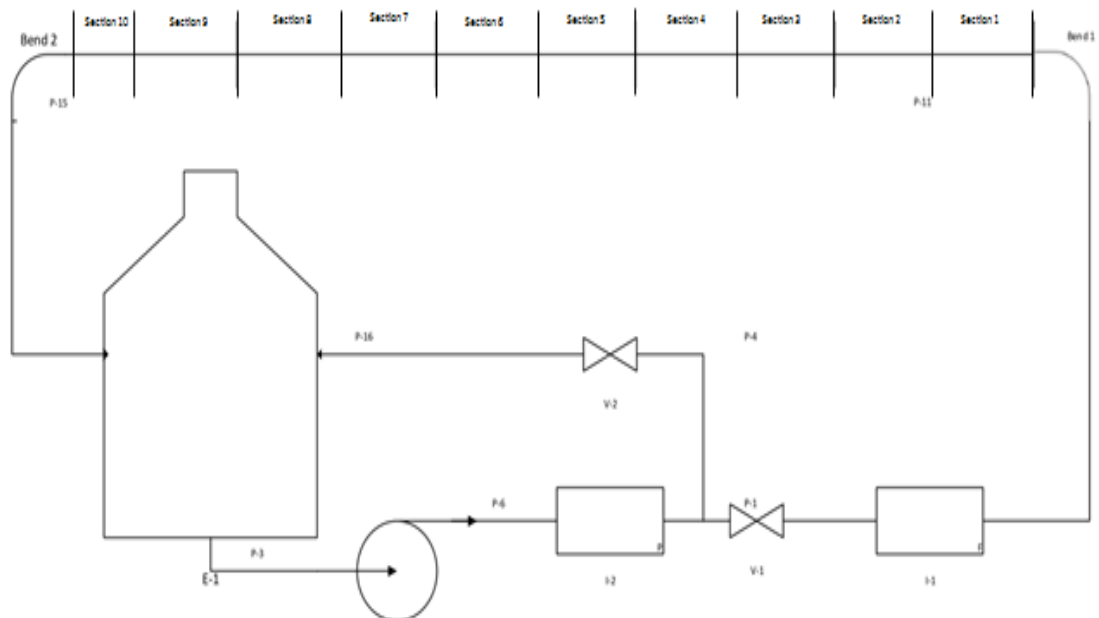 Section 10 Section 9 Section 8 Section 7 Section 6 Section 5 Section 4 Section 3 Section 2 Section 1
Bend 2
Bend 1
P-15
P-11
P-16
P-4
V-2
P-6
P-1
P
F
P-3
E-1
I-2
V-1
I-1